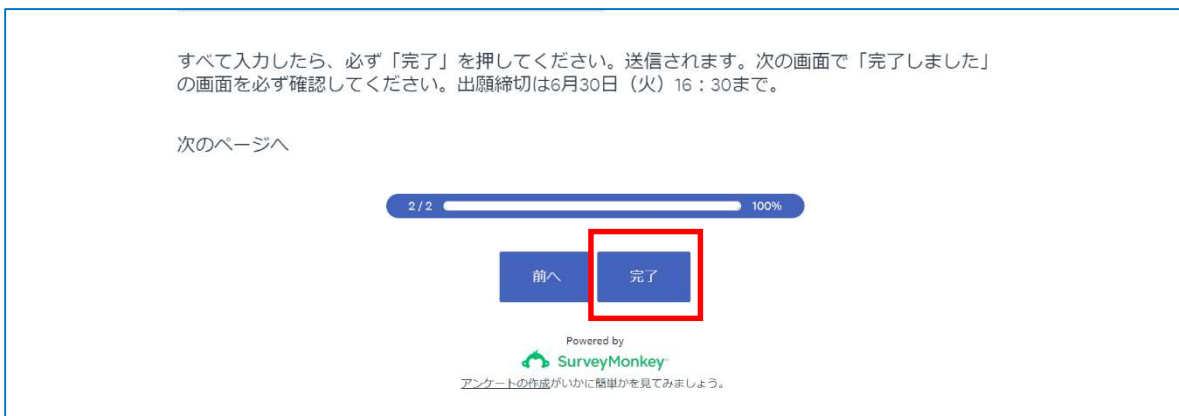 すべて入力したら、必ず「完了」を押してください。送信されます。次の画面で「完了しました」
の画面を必ず確認してください。出願締切は6月30日（火）16：30まで。
次のページへ
2 / 2 100%
前へ 完了
Powered by
SurveyMonkey
アンケートの作成がいかに簡単かを見てみましょう。